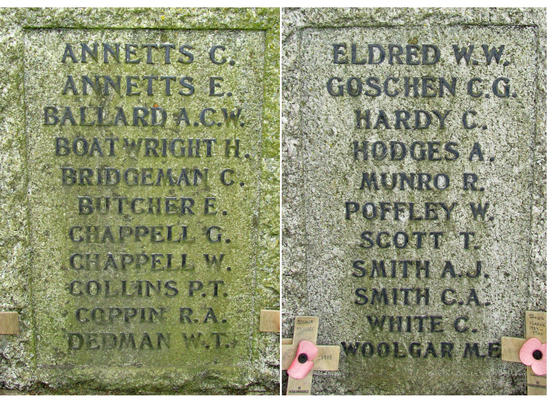 ANNETTS C.
ANNETTS E.
BALLARD A.C.W.
BOATWRIGHT H.
BRIDGEMAN C.
BUTCHER E.
CHAPPELL G.
CHAPPELL W.
COLLINS P.T.
COPPIN R.A.
DEDMAN W.T.
ELDRED W.W.
GOSCHEN C.G.
HARDY C.
HODGES A.
MUNRO R.
POFFLEY W.
SCOTT T.
SMITH A.J.
SMITH C.A.
WHITE C.
WOOLGAR M.E.